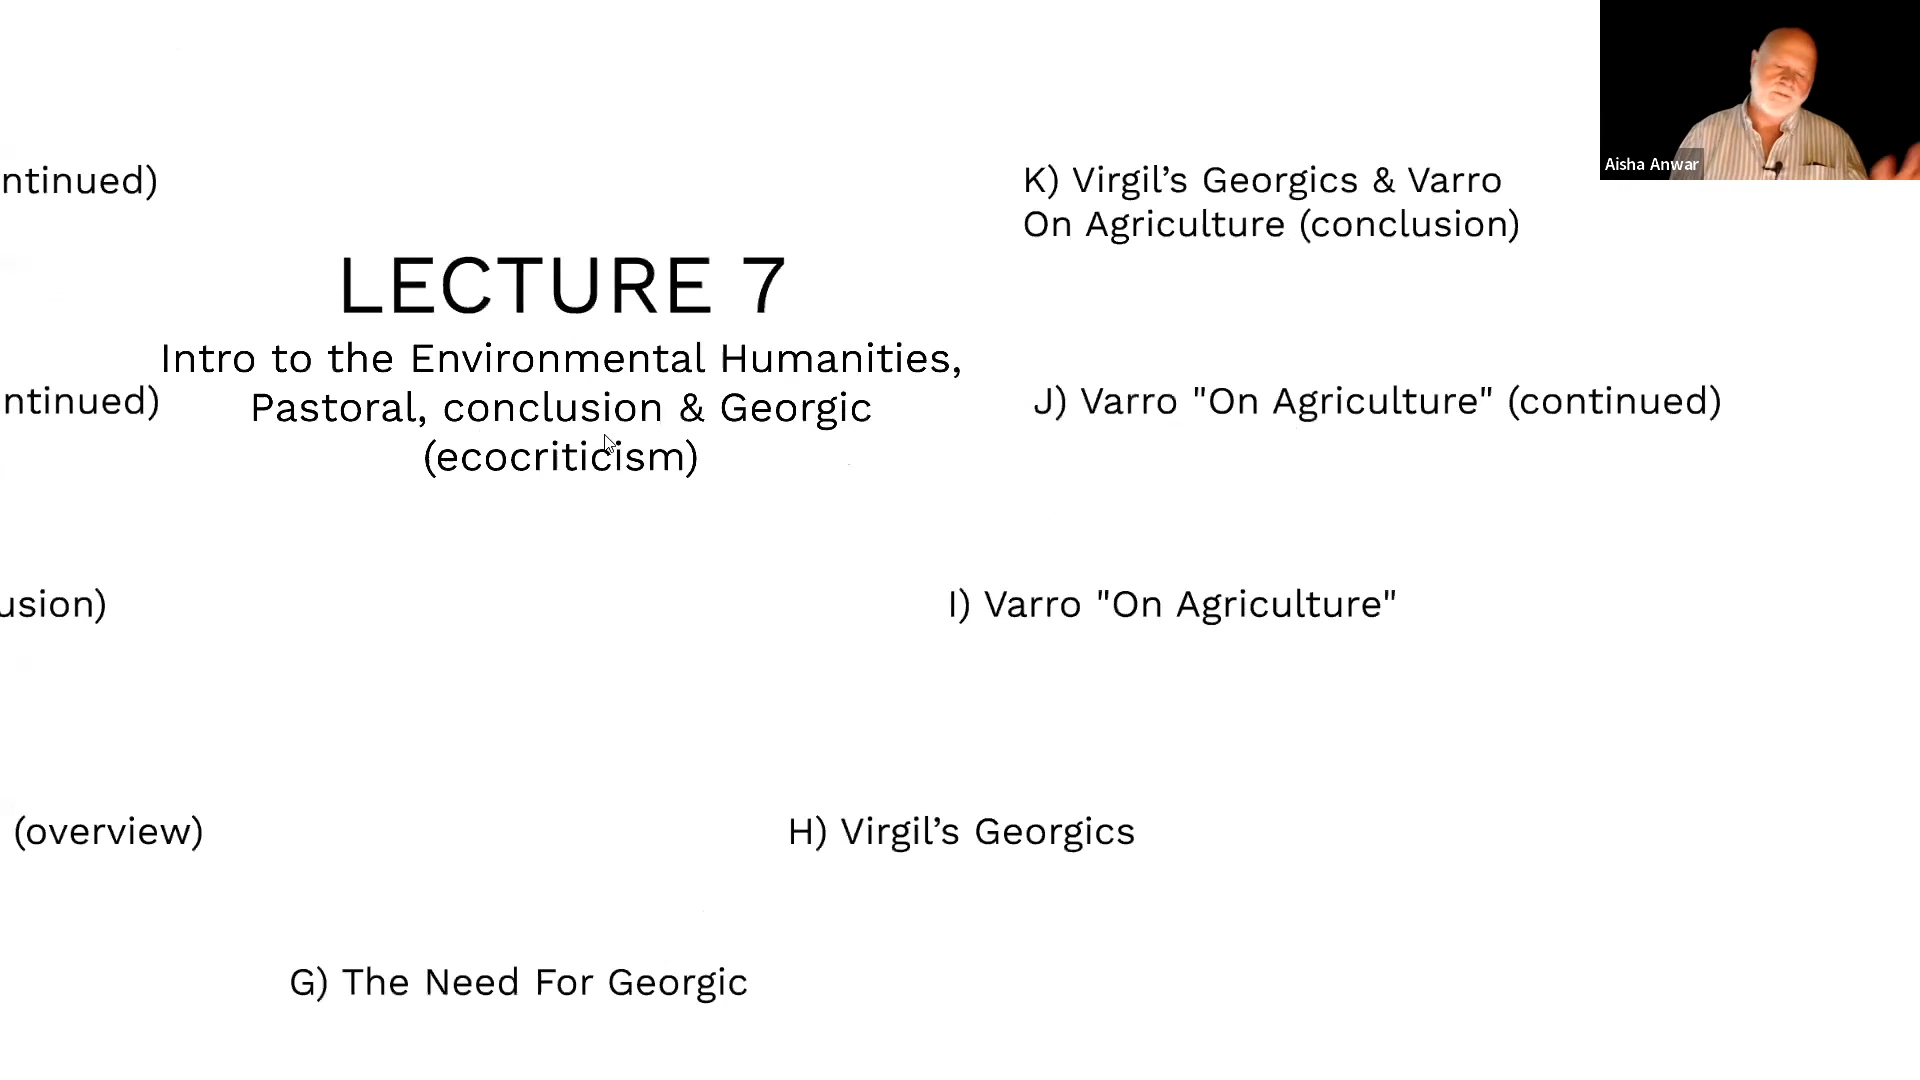 Aisha Anwar
ntinued)
K) Virgil’s Georgics & Varro
On Agriculture (conclusion)
LECTURE 7
Intro to the Environmental Humanities,
Pastoral, conclusion & Georgic
(ecocriticism)
ntinued)
J) Varro "On Agriculture" (continued)
usion)
I) Varro "On Agriculture"
(overview)
H) Virgil’s Georgics
G) The Need For Georgic